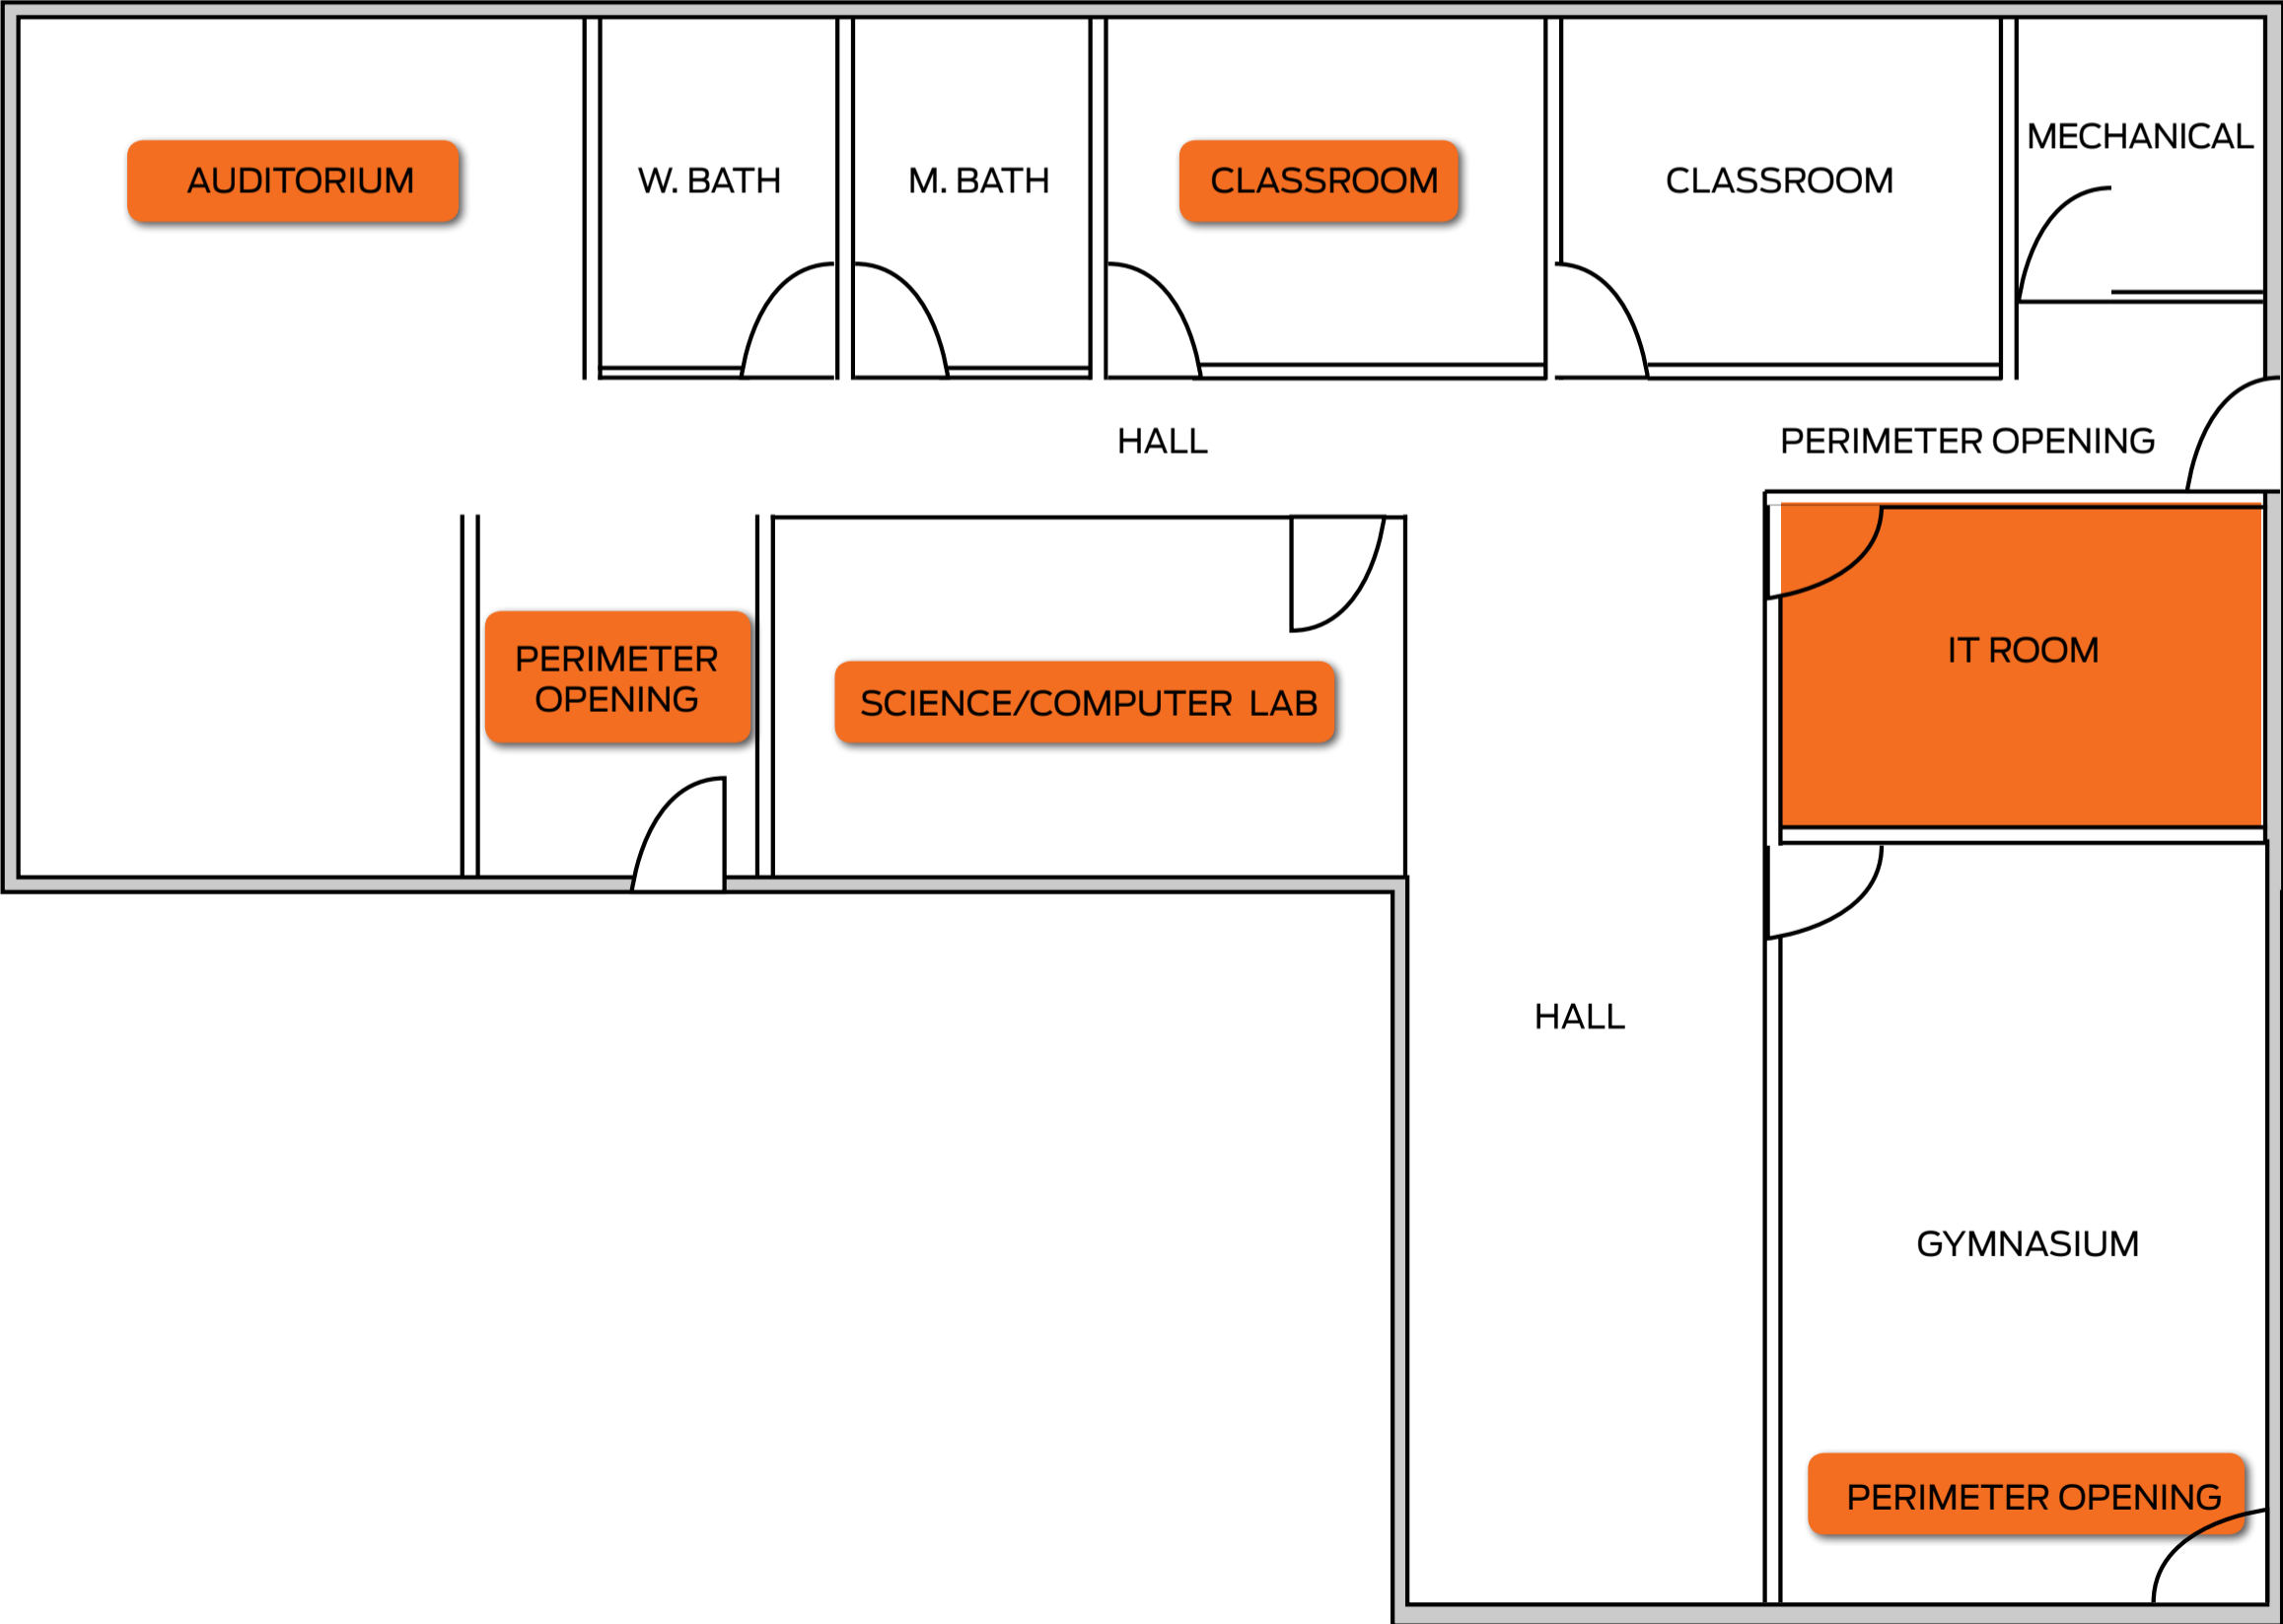 MECHANICAL
AUDITORIUM
W. BATH
M. BATH
CLASSROOM
CLASSROOM
HALL
PERIMETER OPENING
PERIMETER
OPENING
SCIENCE/COMPUTER LAB
IT ROOM
HALL
GYMNASIUM
PERIMETER OPENING